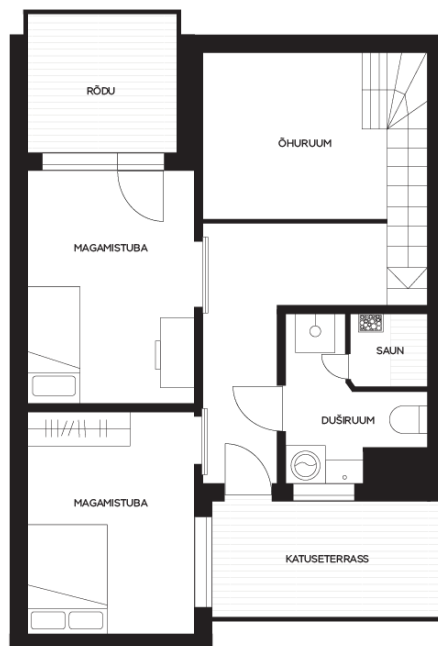 RÕDU
ÕHURUUM
MAGAMISTUBA
SAUN
DUŠIRUUM
MAGAMISTUBA
KATUSETERRASS